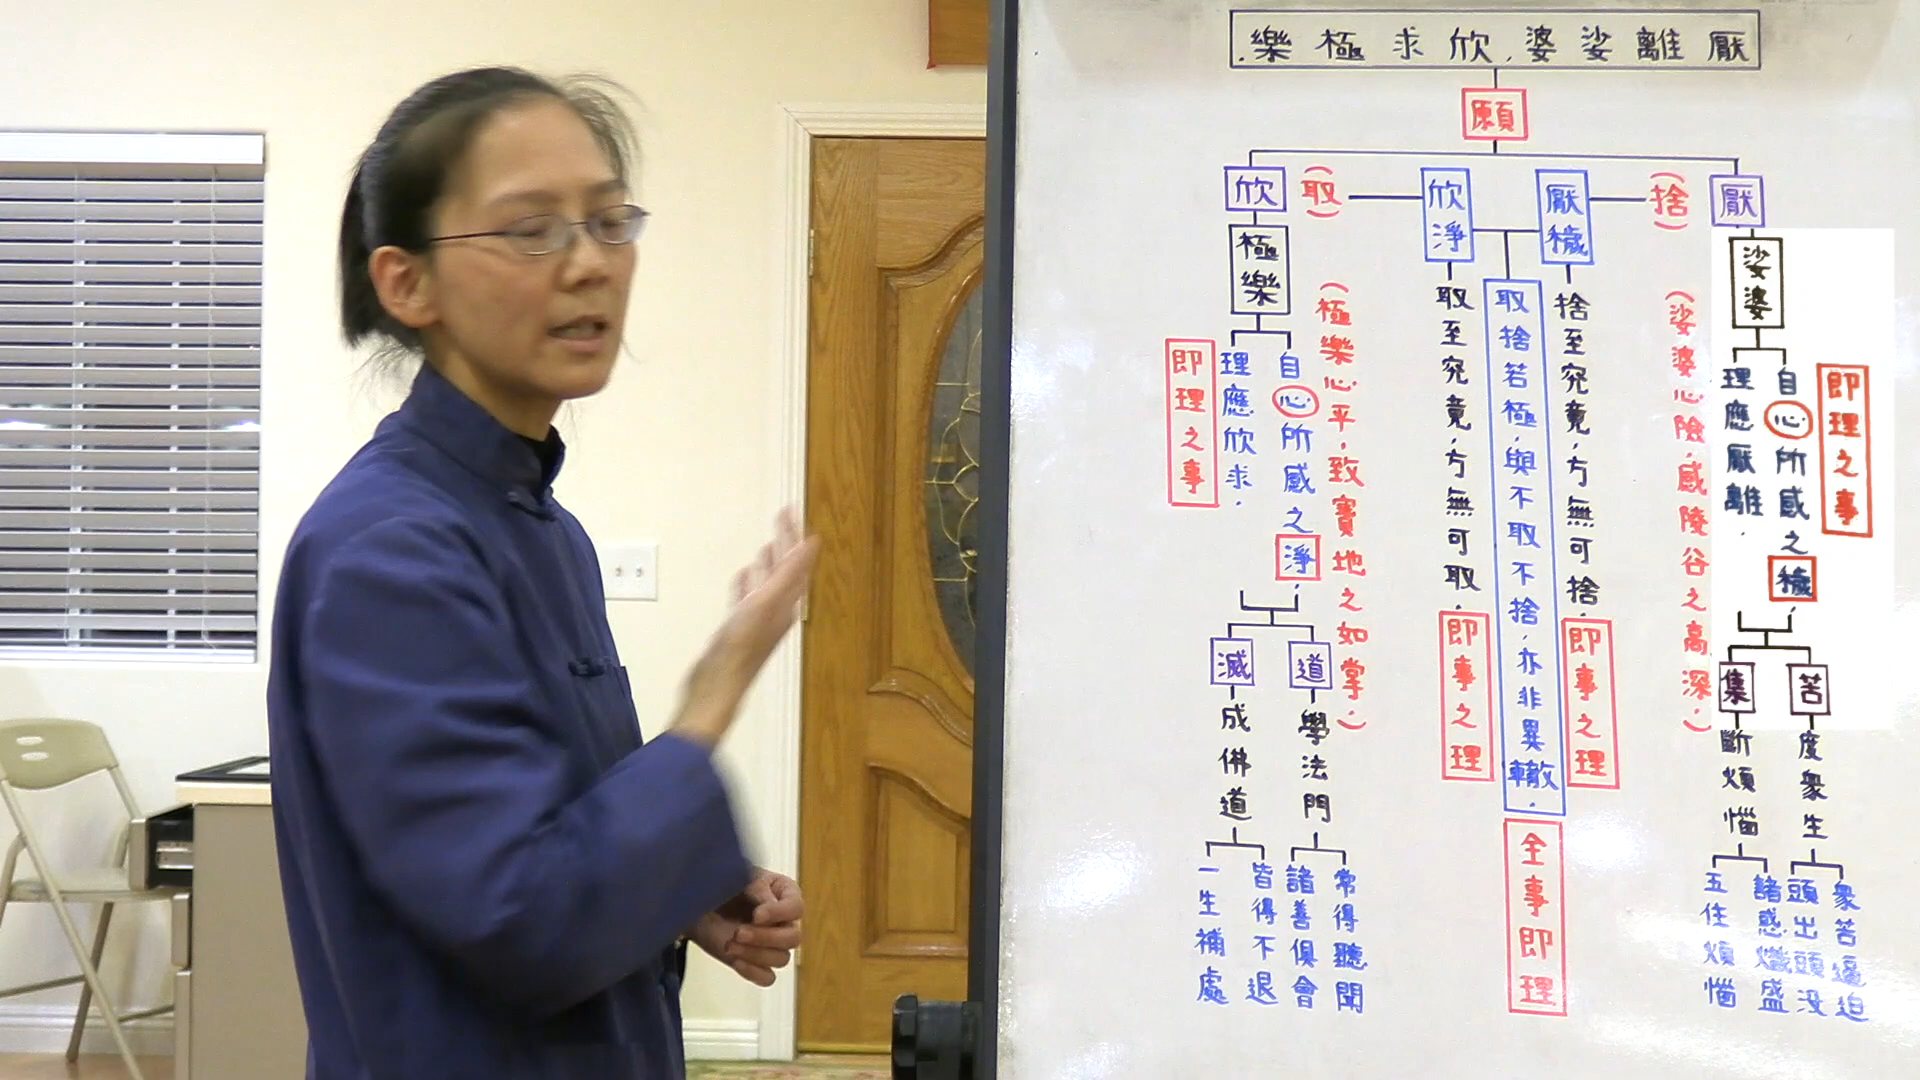 厭離娑婆,欣求極樂.
願
厭
(捨)
厭穢
欣淨
(取)
欣
娑婆
自心所感之穢,
理應厭離.
即理之事
苦
集
度眾生
斷煩惱
眾苦逼迫
頭出頭沒
諸惑熾盛
五住煩惱
(娑婆心險,感陵谷之高深.)
捨至究竟,方無可捨.
即事之理
取捨若極,與不取不捨,亦非異轍.
全事即理
取至究竟,方無可取.
即事之理
(極樂心平,致寶地之如掌.)
極樂
自心所感之淨,
理應欣求.
即理之事
道
滅
學法門
成佛道
常得聽聞
諸善俱會
皆得不退
一生補處